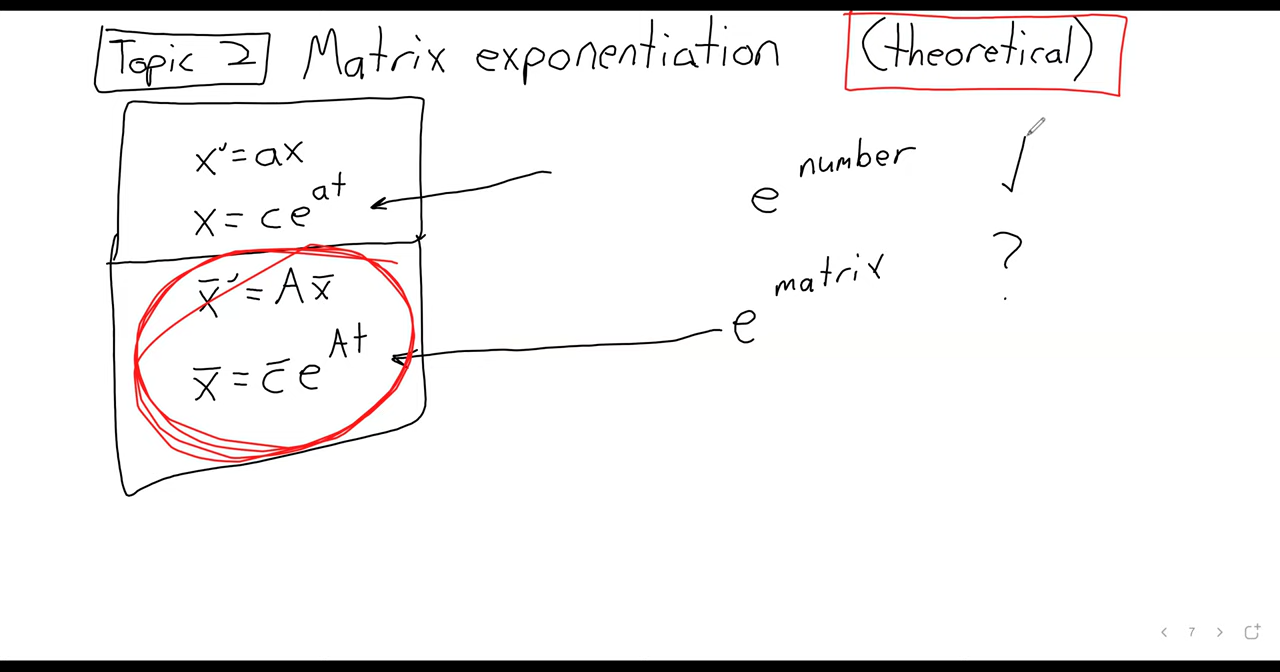 Topic 2 Matrix exponentiation (theoretical)
x' = ax
x = ce^{at}
x̄' = Ax̄
x̄ = c̄e^{At}
e^{number} ✓
e^{matrix} ?
< 7 >